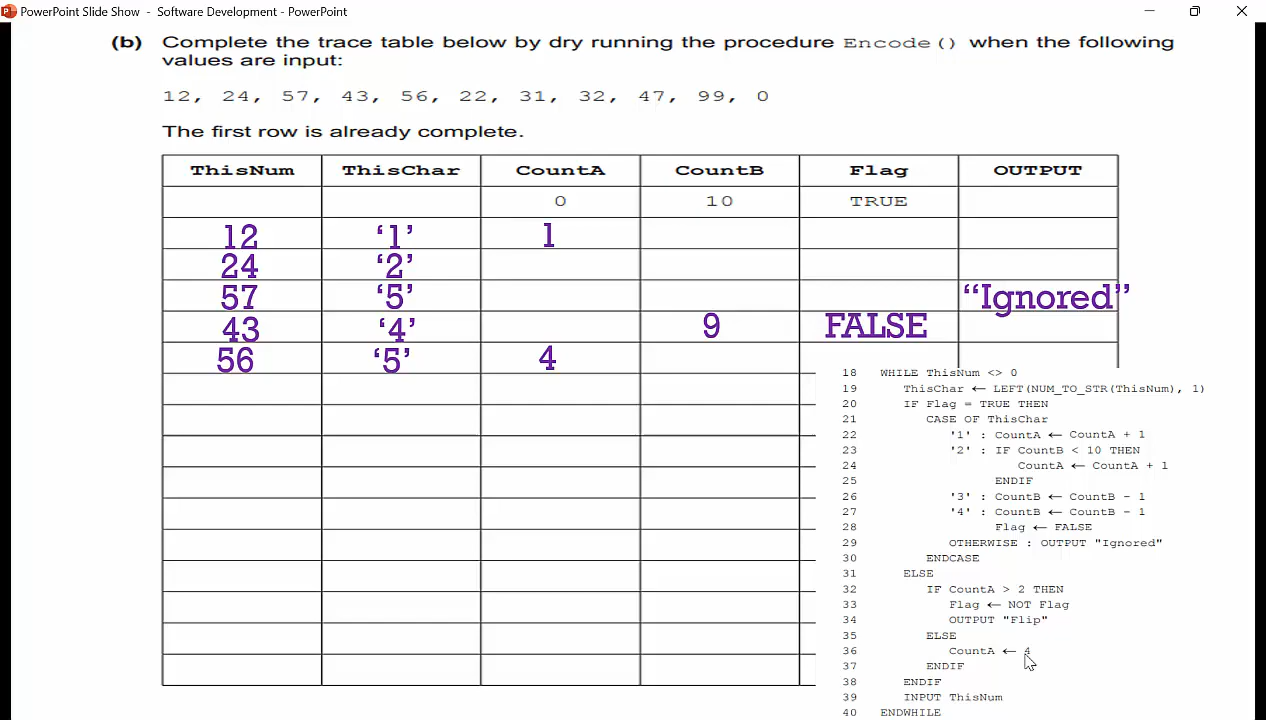 PowerPoint Slide Show - Software Development - PowerPoint
(b) Complete the trace table below by dry running the procedure Encode() when the following
values are input:
12, 24, 57, 43, 56, 22, 31, 32, 47, 99, 0
The first row is already complete.
ThisNum ThisChar CountA CountB Flag OUTPUT
0 10 TRUE
12 ‘1’ 1
24 ‘2’
57 ‘5’ “Ignored”
43 ‘4’ 9 FALSE
56 ‘5’ 4
18 WHILE ThisNum <> 0
19 ThisChar ← LEFT(NUM_TO_STR(ThisNum), 1)
20 IF Flag = TRUE THEN
21 CASE OF ThisChar
22 '1' : CountA ← CountA + 1
23 '2' : IF CountB < 10 THEN
24 CountA ← CountA + 1
25 ENDIF
26 '3' : CountB ← CountB - 1
27 '4' : CountB ← CountB - 1
28 Flag ← FALSE
29 OTHERWISE : OUTPUT "Ignored"
30 ENDCASE
31 ELSE
32 IF CountA > 2 THEN
33 Flag ← NOT Flag
34 OUTPUT "Flip"
35 ELSE
36 CountA ← 4
37 ENDIF
38 ENDIF
39 INPUT ThisNum
40 ENDWHILE